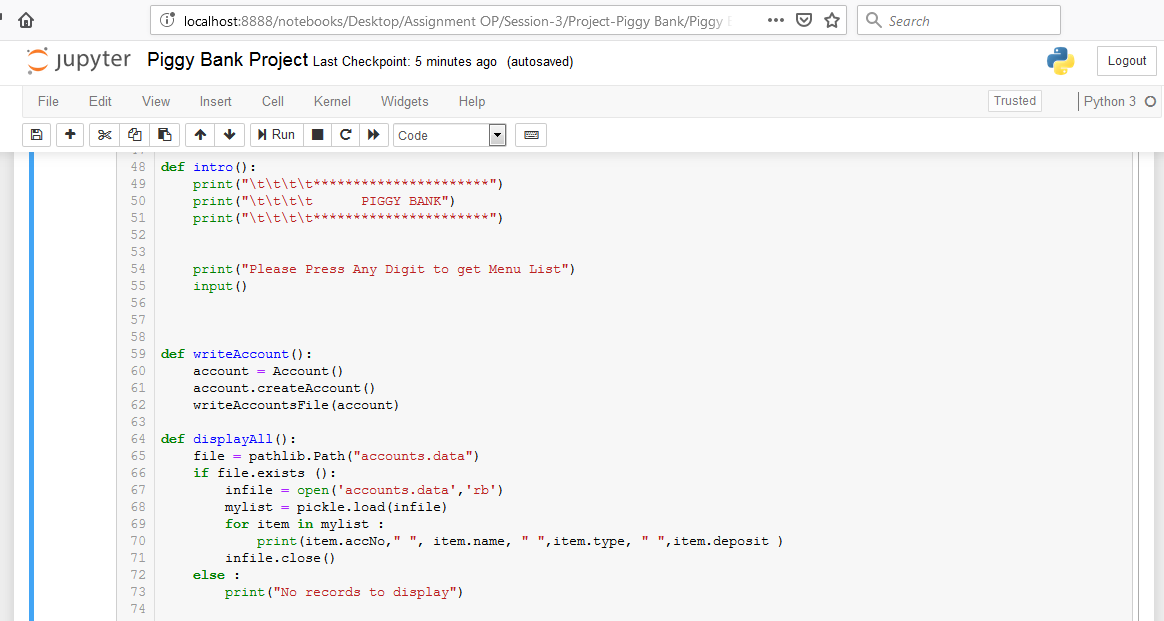 localhost:8888/notebooks/Desktop/Assignment OP/Session-3/Project-Piggy Bank/Piggy
Search
jupyter Piggy Bank Project Last Checkpoint: 5 minutes ago (autosaved)
Logout
File Edit View Insert Cell Kernel Widgets Help Trusted Python 3
Run Code
48 def intro():
49     print("\t\t\t\t**********************")
50     print("\t\t\t\t      PIGGY BANK")
51     print("\t\t\t\t**********************")
52
53
54     print("Please Press Any Digit to get Menu List")
55     input()
56
57
58
59 def writeAccount():
60     account = Account()
61     account.createAccount()
62     writeAccountsFile(account)
63
64 def displayAll():
65     file = pathlib.Path("accounts.data")
66     if file.exists ():
67         infile = open('accounts.data','rb')
68         mylist = pickle.load(infile)
69         for item in mylist :
70             print(item.accNo," ", item.name, " ",item.type, " ",item.deposit )
71         infile.close()
72     else :
73         print("No records to display")
74